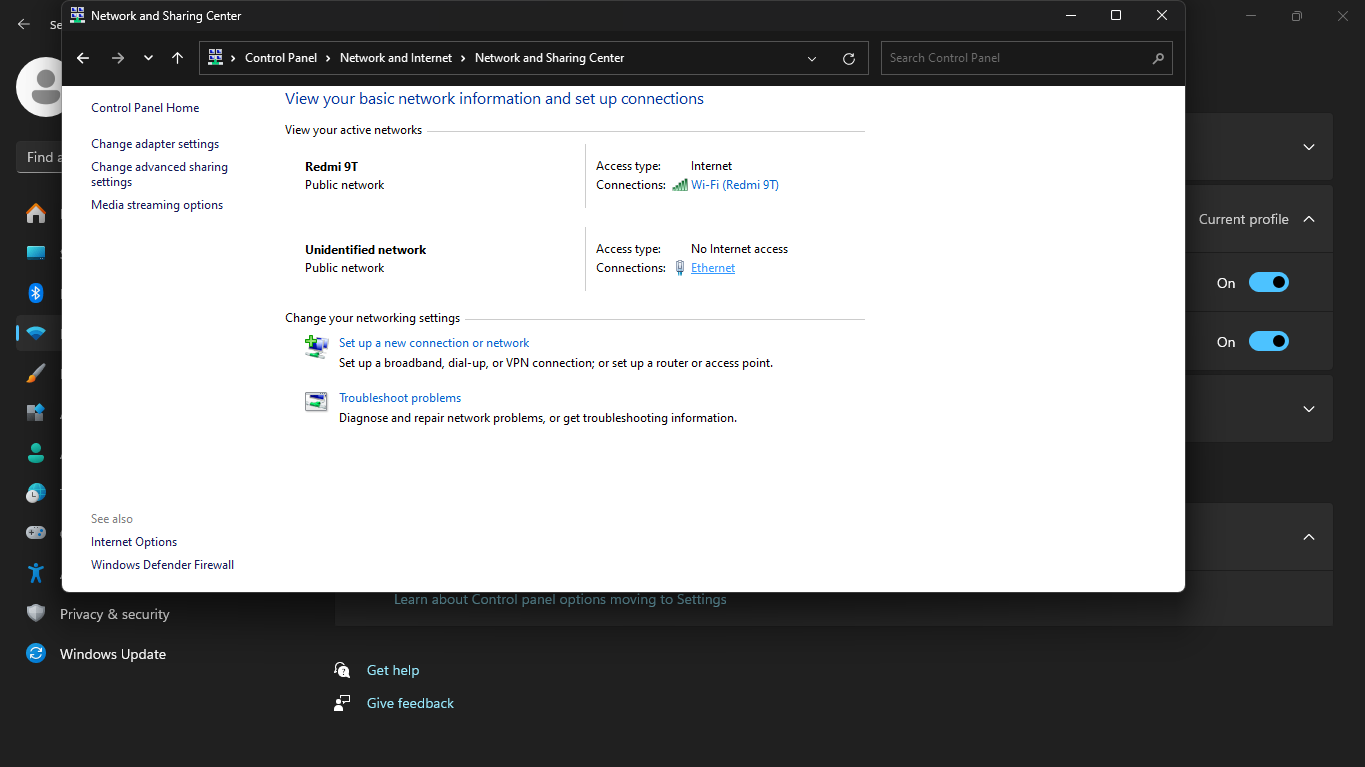 Network and Sharing Center
Se
Control Panel
Network and Internet
Network and Sharing Center
Search Control Panel
Control Panel Home
Change adapter settings
Change advanced sharing
settings
Media streaming options
View your basic network information and set up connections
View your active networks
Redmi 9T
Public network
Access type: Internet
Connections: Wi-Fi (Redmi 9T)
Unidentified network
Public network
Access type: No Internet access
Connections: Ethernet
Change your networking settings
Set up a new connection or network
Set up a broadband, dial-up, or VPN connection; or set up a router or access point.
Troubleshoot problems
Diagnose and repair network problems, or get troubleshooting information.
See also
Internet Options
Windows Defender Firewall
Find a
Current profile
On
On
Privacy & security
Windows Update
Learn about Control panel options moving to Settings
Get help
Give feedback